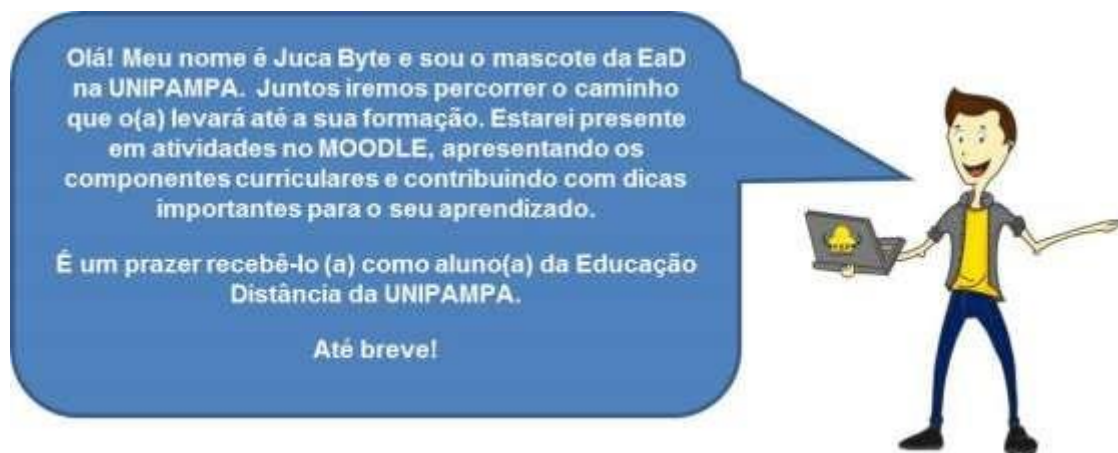 Olá! Meu nome é Juca Byte e sou o mascote da EaD
na UNIPAMPA. Juntos iremos percorrer o caminho
que o(a) levará até a sua formação. Estarei presente
em atividades no MOODLE, apresentando os
componentes curriculares e contribuindo com dicas
importantes para o seu aprendizado.
É um prazer recebê-lo (a) como aluno(a) da Educação
Distância da UNIPAMPA.
Até breve!